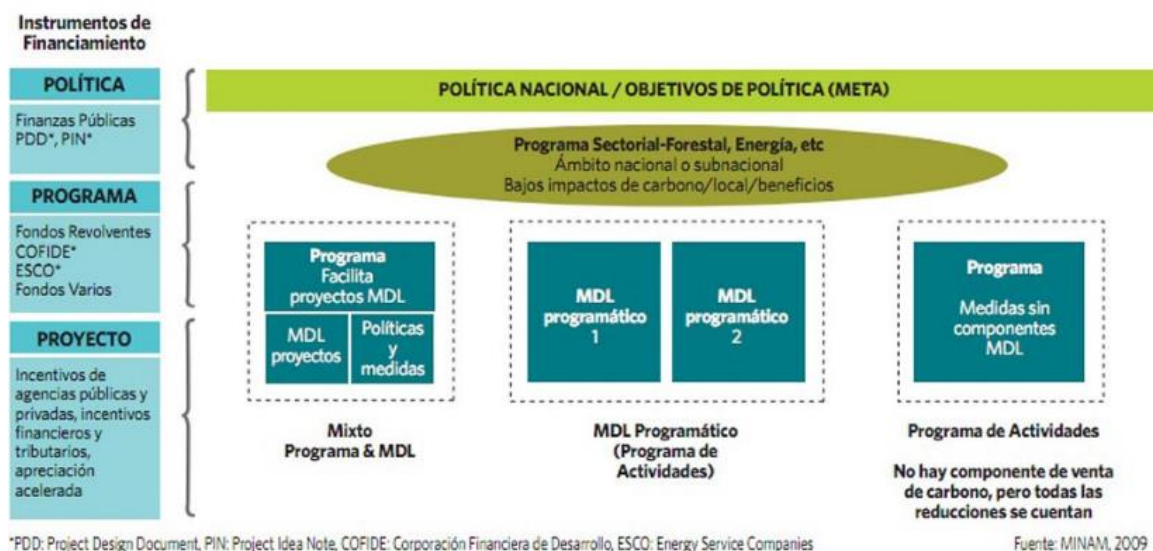 Instrumentos de
Financiamiento
POLÍTICA
Finanzas Públicas
PDD*, PIN*
PROGRAMA
Fondos Revolventes
COFIDE*
ESCO*
Fondos Varios
PROYECTO
Incentivos de
agencias públicas y
privadas, incentivos
financieros y
tributarios,
apreciación
acelerada
POLÍTICA NACIONAL / OBJETIVOS DE POLÍTICA (META)
Programa Sectorial-Forestal, Energía, etc
Ámbito nacional o subnacional
Bajos impactos de carbono/local/beneficios
Programa
Facilita
proyectos MDL
MDL
proyectos
Políticas
y
medidas
Mixto
Programa & MDL
MDL
programático
1
MDL
programático
2
MDL Programático
(Programa de
Actividades)
Programa
Medidas sin
componentes
MDL
Programa de Actividades
No hay componente de venta
de carbono, pero todas las
reducciones se cuentan
*PDD: Project Design Document, PIN: Project Idea Note, COFIDE: Corporación Financiera de Desarrollo, ESCO: Energy Service Companies
Fuente: MINAM, 2009